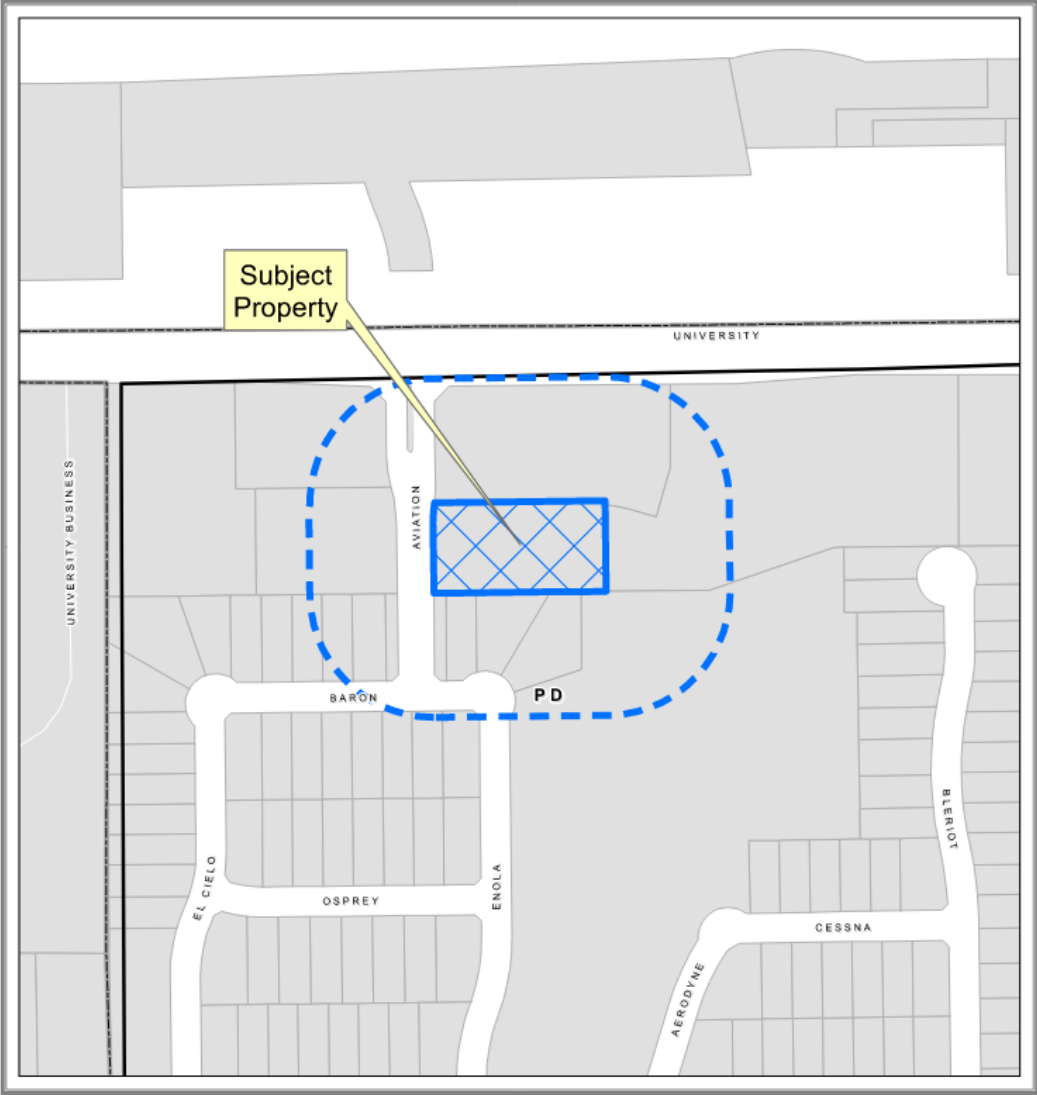 Subject
Property
UNIVERSITY
UNIVERSITY BUSINESS
AVIATION
BARON
PD
BLERIOT
EL CIELO
ENOLA
OSPREY
CESSNA
AERODYNE